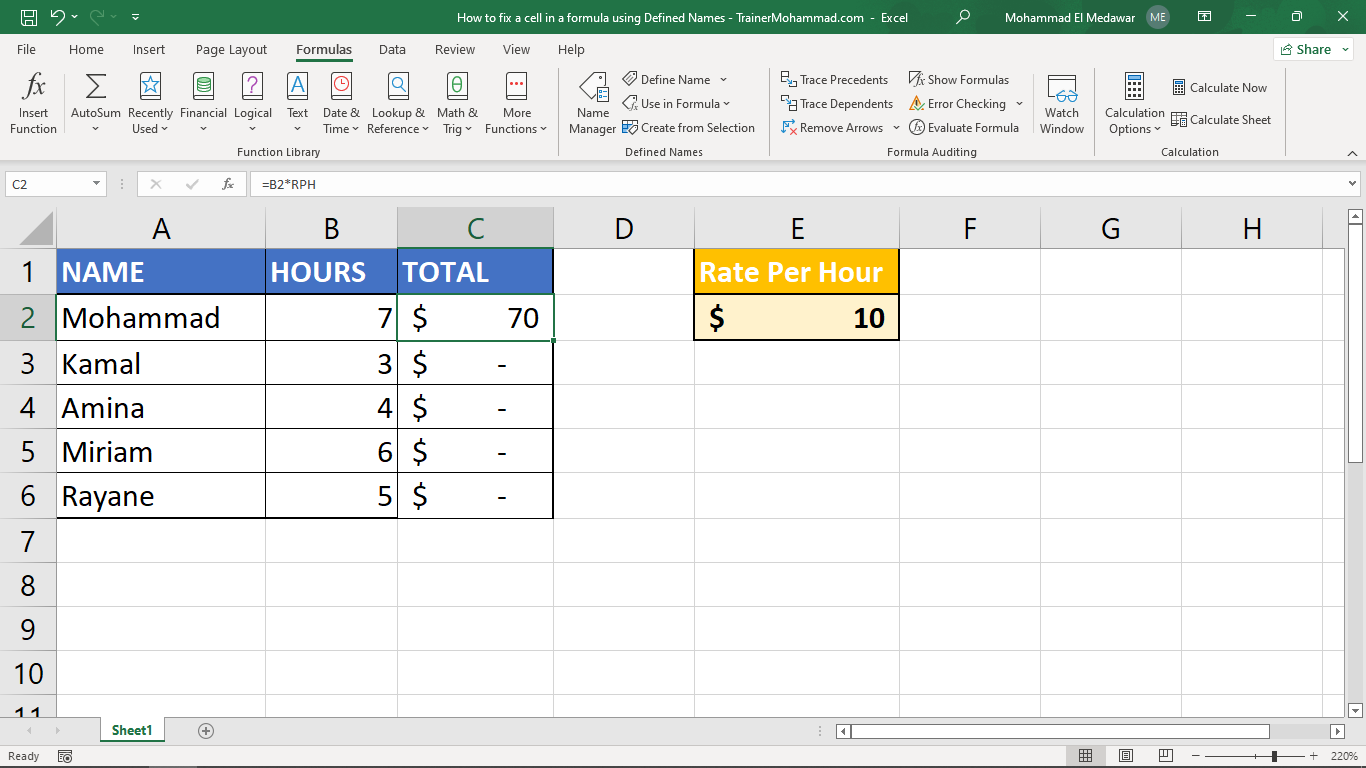 How to fix a cell in a formula using Defined Names - TrainerMohammad.com - Excel
Mohammad El Medawar ME
File Home Insert Page Layout Formulas Data Review View Help Share
fx Insert Function
AutoSum
Recently Used
Financial
Logical
Text
Date & Time
Lookup & Reference
Math & Trig
More Functions
Function Library
Name Manager
Define Name
Use in Formula
Create from Selection
Defined Names
Trace Precedents
Trace Dependents
Remove Arrows
Show Formulas
Error Checking
Evaluate Formula
Formula Auditing
Watch Window
Calculation Options
Calculate Now
Calculate Sheet
Calculation
C2 fx =B2*RPH
A B C D E F G H
1 NAME HOURS TOTAL Rate Per Hour
2 Mohammad 7 $ 70 $ 10
3 Kamal 3 $ -
4 Amina 4 $ -
5 Miriam 6 $ -
6 Rayane 5 $ -
7
8
9
10
11
Sheet1
Ready 220%